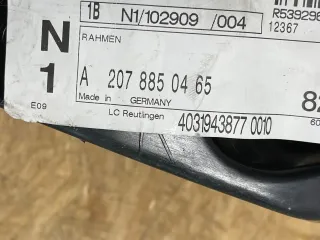 1B N1/102909 /004
12367
N RAHMEN
1 A 207 885 04 65
Made in GERMANY
E09 LC Reutlingen
4031943877 0010